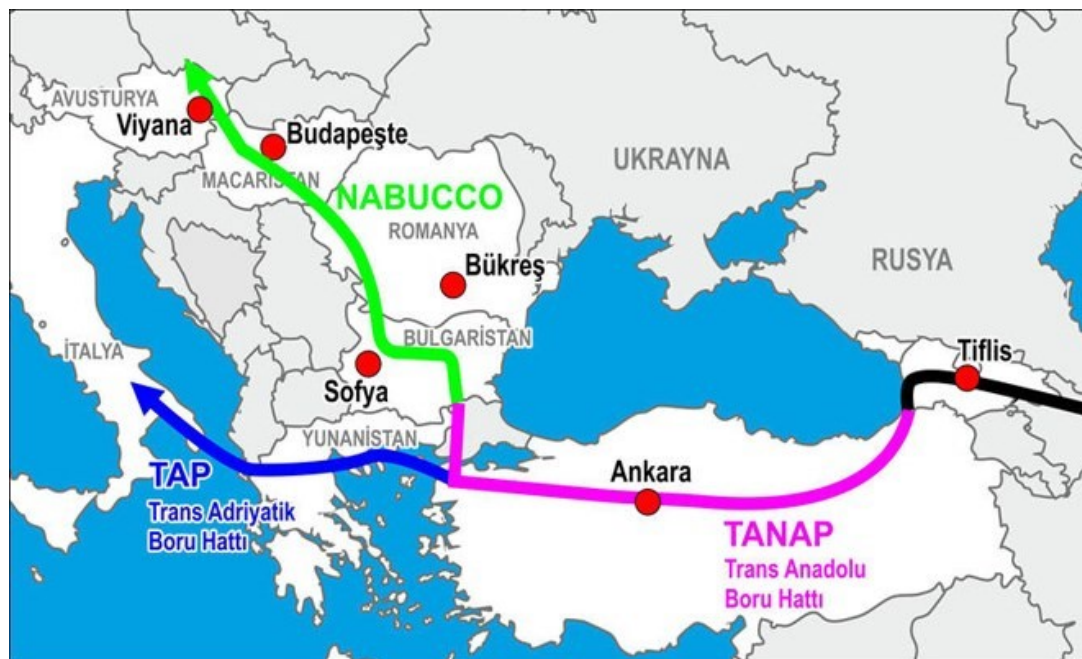 AVUSTURYA
Viyana
Budapeşte
MACARİSTAN
NABUCCO
ROMANYA
Bükreş
UKRAYNA
RUSYA
BULGARİSTAN
Sofya
İTALYA
YUNANİSTAN
Tiflis
Ankara
TAP
Trans Adriyatik
Boru Hattı
TANAP
Trans Anadolu
Boru Hattı